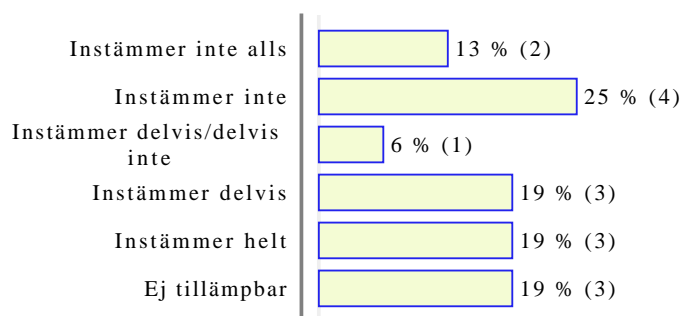 Instämmer inte alls 13 % (2)
Instämmer inte 25 % (4)
Instämmer delvis/delvis
inte 6 % (1)
Instämmer delvis 19 % (3)
Instämmer helt 19 % (3)
Ej tillämpbar 19 % (3)